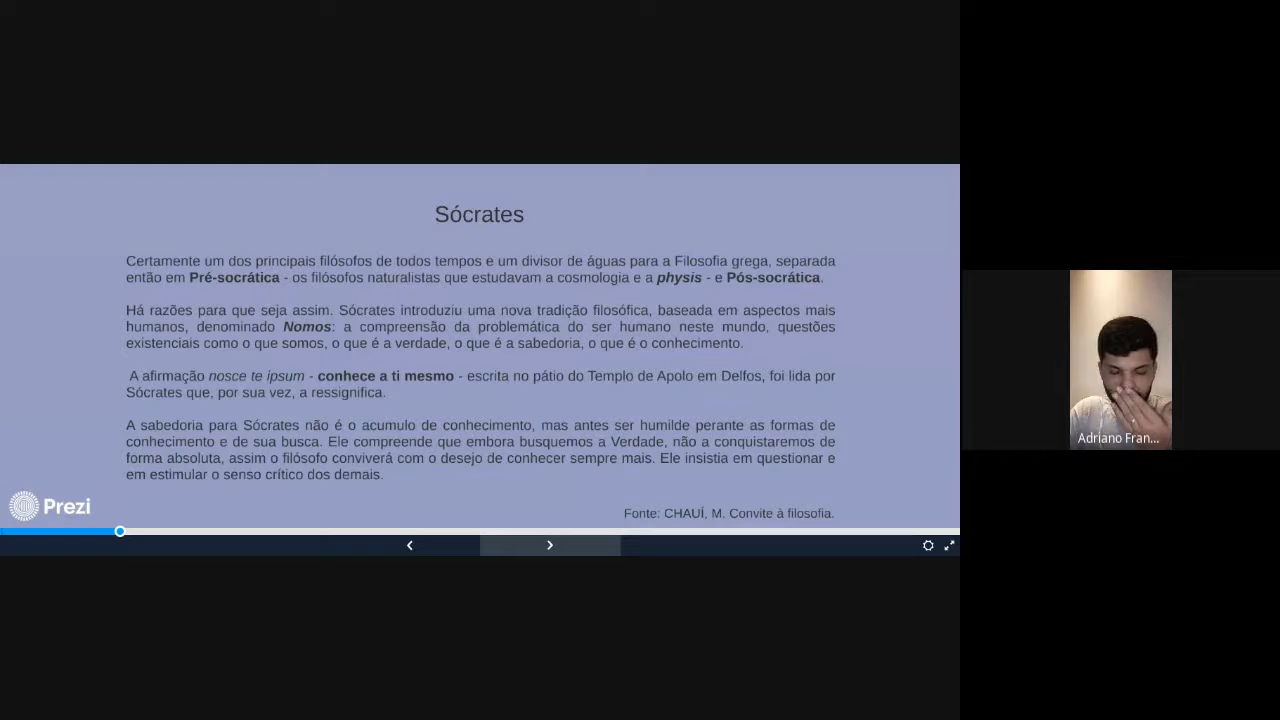 Sócrates
Certamente um dos principais filósofos de todos tempos e um divisor de águas para a Filosofia grega, separada
então em Pré-socrática - os filósofos naturalistas que estudavam a cosmologia e a physis - e Pós-socrática.
Há razões para que seja assim. Sócrates introduziu uma nova tradição filosófica, baseada em aspectos mais
humanos, denominado Nomos: a compreensão da problemática do ser humano neste mundo, questões
existenciais como o que somos, o que é a verdade, o que é a sabedoria, o que é o conhecimento.
A afirmação nosce te ipsum - conhece a ti mesmo - escrita no pátio do Templo de Apolo em Delfos, foi lida por
Sócrates que, por sua vez, a ressignifica.
A sabedoria para Sócrates não é o acumulo de conhecimento, mas antes ser humilde perante as formas de
conhecimento e de sua busca. Ele compreende que embora busquemos a Verdade, não a conquistaremos de
forma absoluta, assim o filósofo conviverá com o desejo de conhecer sempre mais. Ele insistia em questionar e
em estimular o senso crítico dos demais.
Fonte: CHAUÍ, M. Convite à filosofia.
Prezi
Adriano Fran...